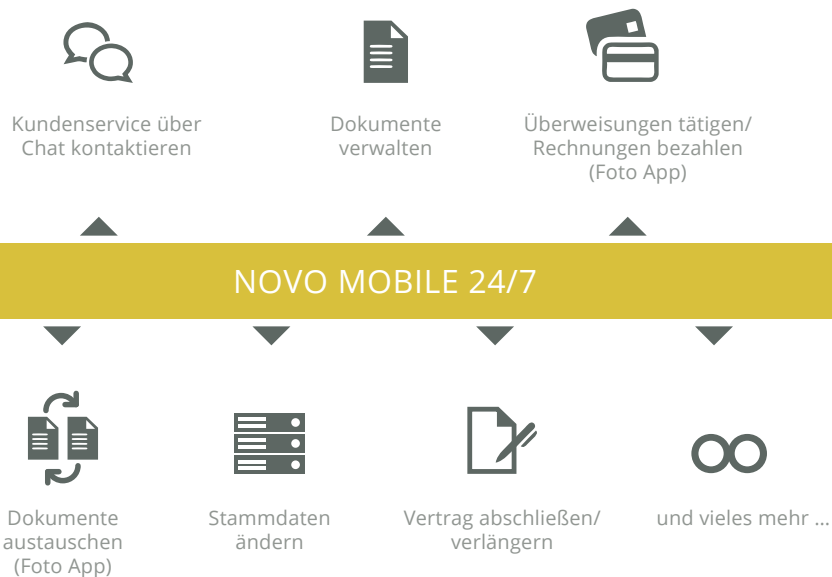 Kundenservice über
Chat kontaktieren
Dokumente
verwalten
Überweisungen tätigen/
Rechnungen bezahlen
(Foto App)
NOVO MOBILE 24/7
Dokumente
austauschen
(Foto App)
Stammdaten
ändern
Vertrag abschließen/
verlängern
und vieles mehr ...